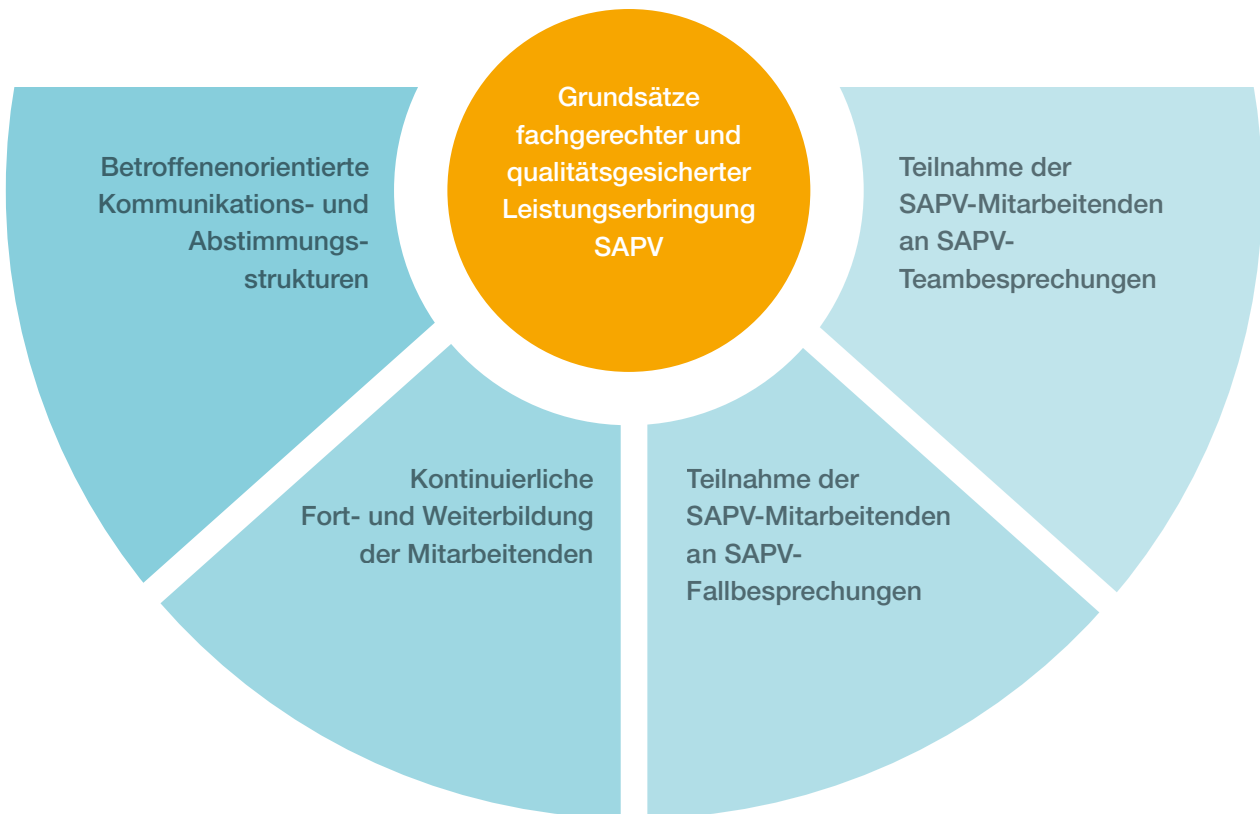 Grundsätze
fachgerechter und
qualitätsgesicherter
Leistungserbringung
SAPV
Betroffenenorientierte
Kommunikations- und
Abstimmungs-
strukturen
Kontinuierliche
Fort- und Weiterbildung
der Mitarbeitenden
Teilnahme der
SAPV-Mitarbeitenden
an SAPV-
Fallbesprechungen
Teilnahme der
SAPV-Mitarbeitenden
an SAPV-
Teambesprechungen